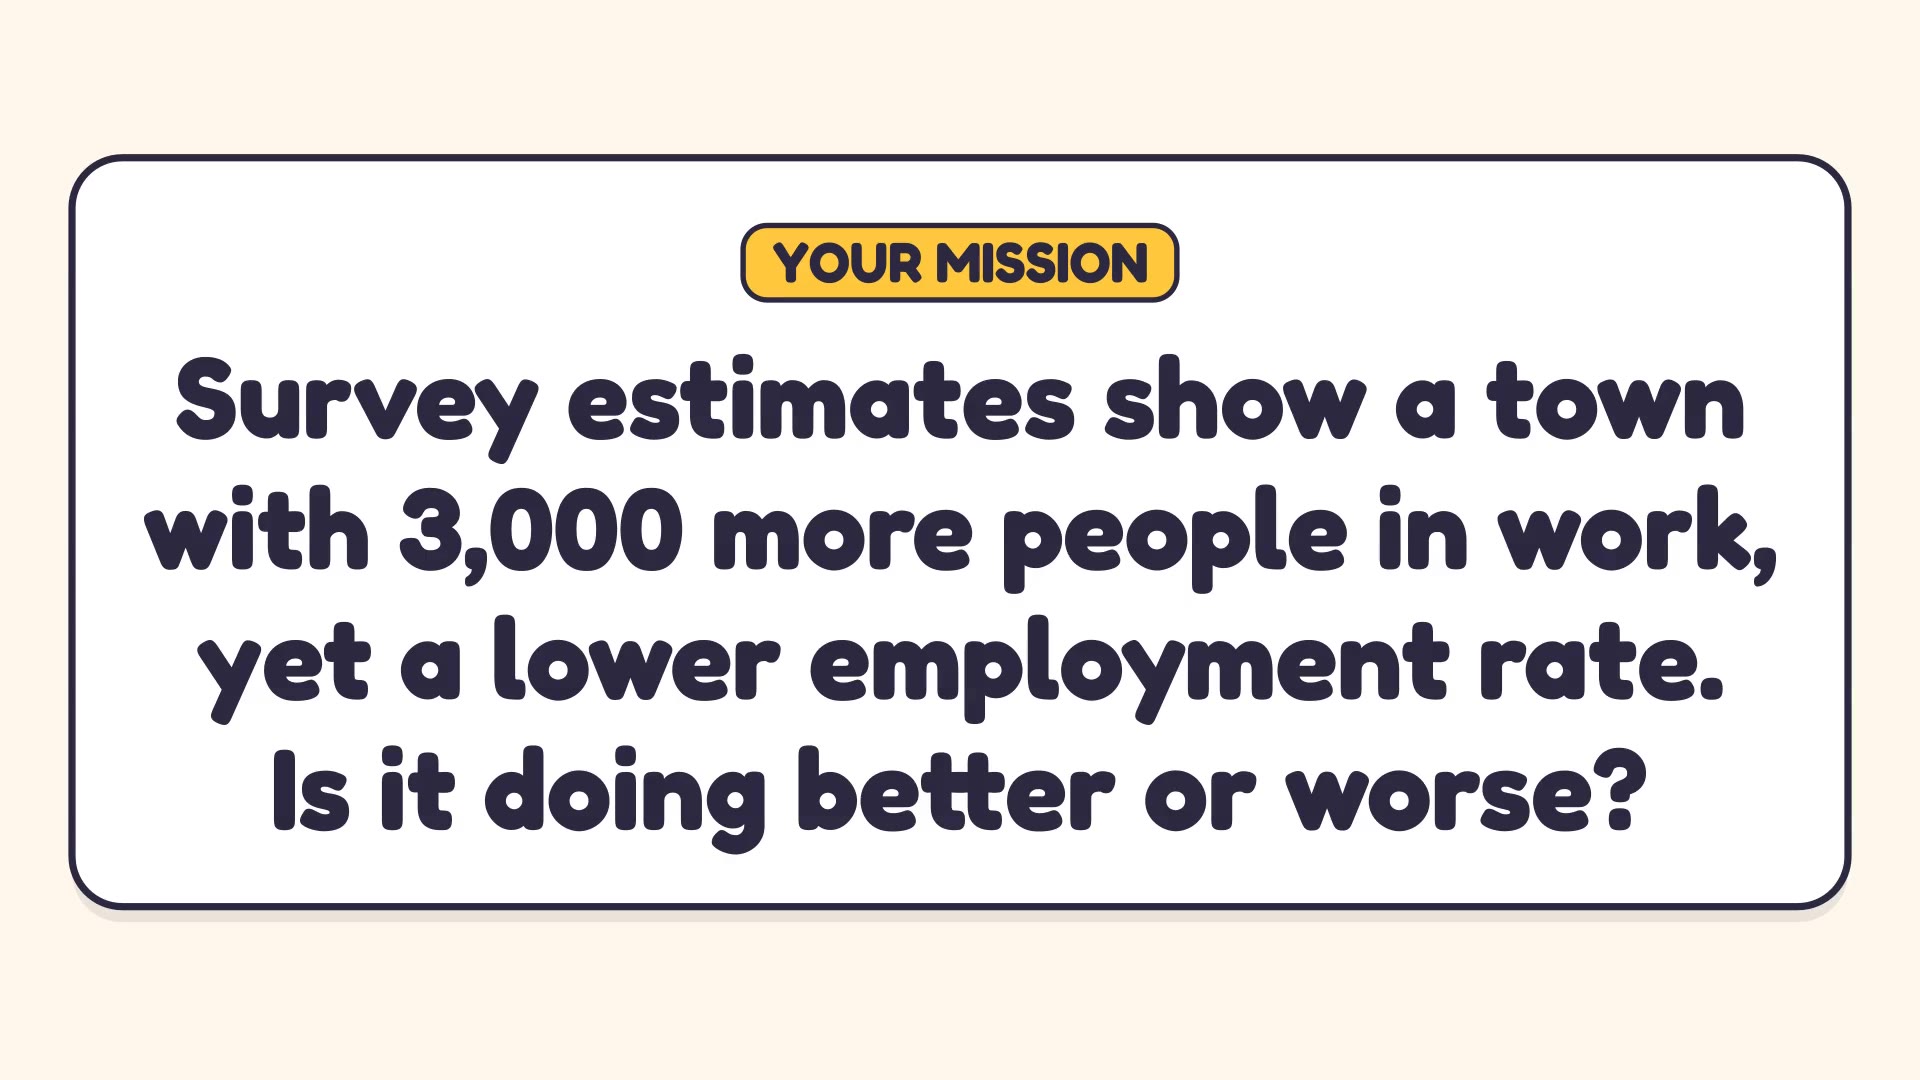 YOUR MISSION
Survey estimates show a town
with 3,000 more people in work,
yet a lower employment rate.
Is it doing better or worse?